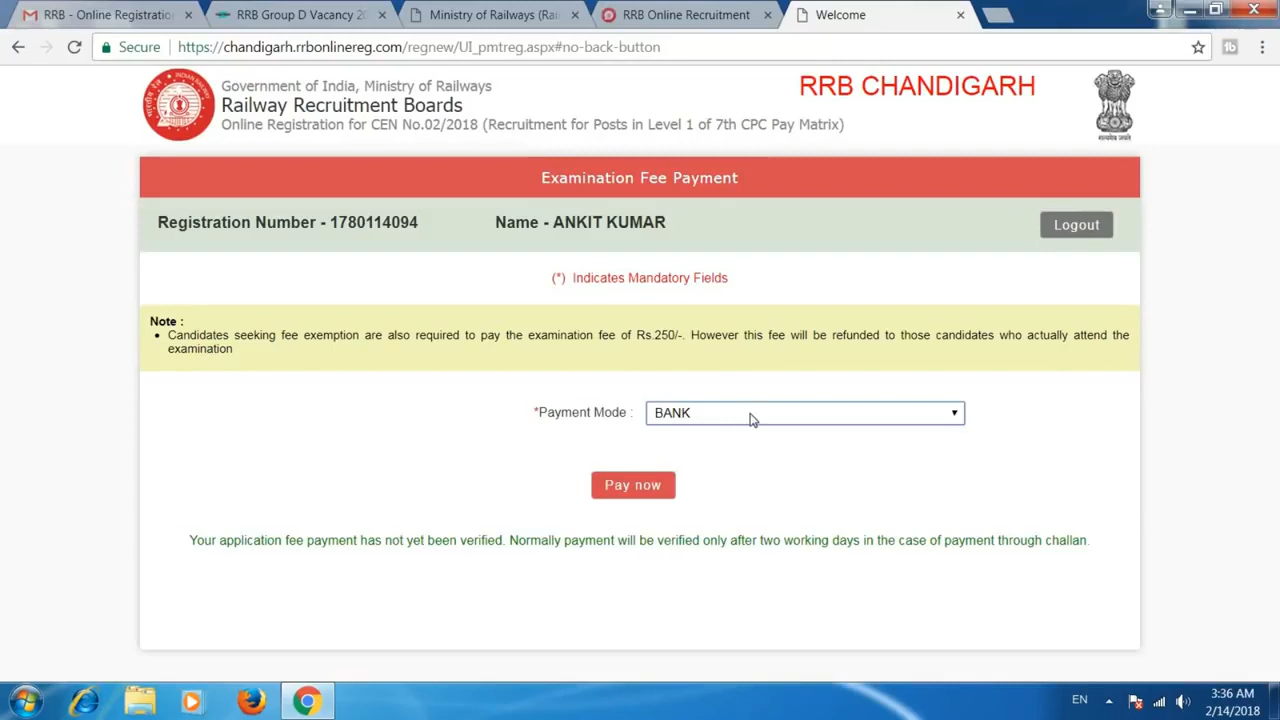 RRB - Online Registratio
RRB Group D Vacancy 20
Ministry of Railways (Rai
RRB Online Recruitment
Welcome
Secure
https://chandigarh.rrbonlinereg.com/regnew/UI_pmtreg.aspx#no-back-button
Government of India, Ministry of Railways
Railway Recruitment Boards
Online Registration for CEN No.02/2018 (Recruitment for Posts in Level 1 of 7th CPC Pay Matrix)
RRB CHANDIGARH
Examination Fee Payment
Registration Number - 1780114094
Name - ANKIT KUMAR
Logout
(*) Indicates Mandatory Fields
Note :
• Candidates seeking fee exemption are also required to pay the examination fee of Rs.250/-. However this fee will be refunded to those candidates who actually attend the
examination
*Payment Mode :
BANK
Pay now
Your application fee payment has not yet been verified. Normally payment will be verified only after two working days in the case of payment through challan.
EN
3:36 AM
2/14/2018